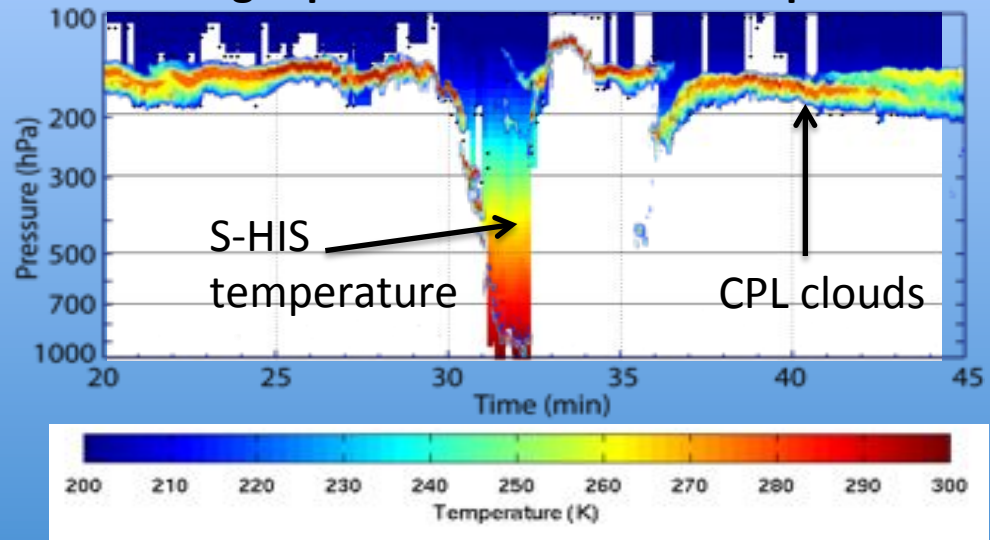 100
200
300
500
700
1000
Pressure (hPa)
S-HIS
temperature
CPL clouds
20 25 30 35 40 45
Time (min)
200 210 220 230 240 250 260 270 280 290 300
Temperature (K)